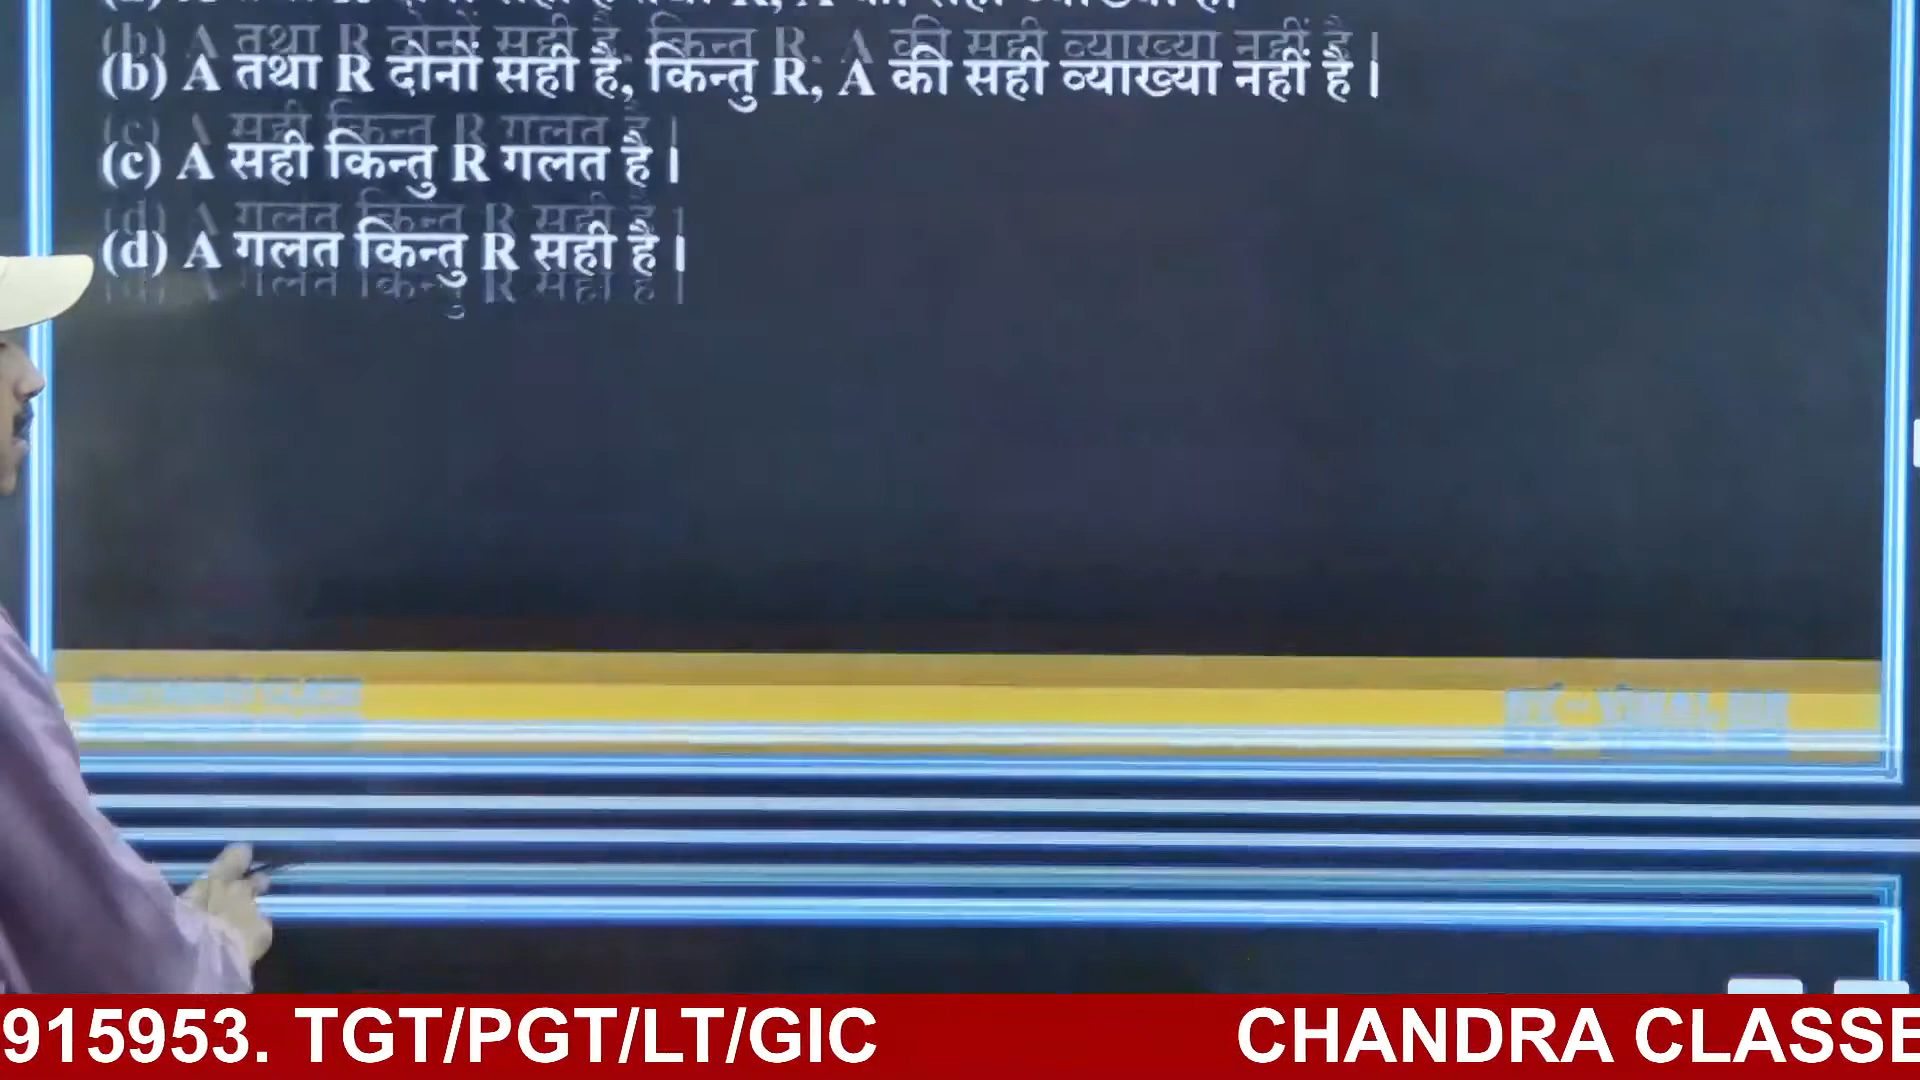 (b) A तथा R दोनों सही है, किन्तु R, A की सही व्याख्या नहीं है।
(c) A सही किन्तु R गलत है।
(d) A गलत किन्तु R सही है।
915953. TGT/PGT/LT/GIC
CHANDRA CLASSE